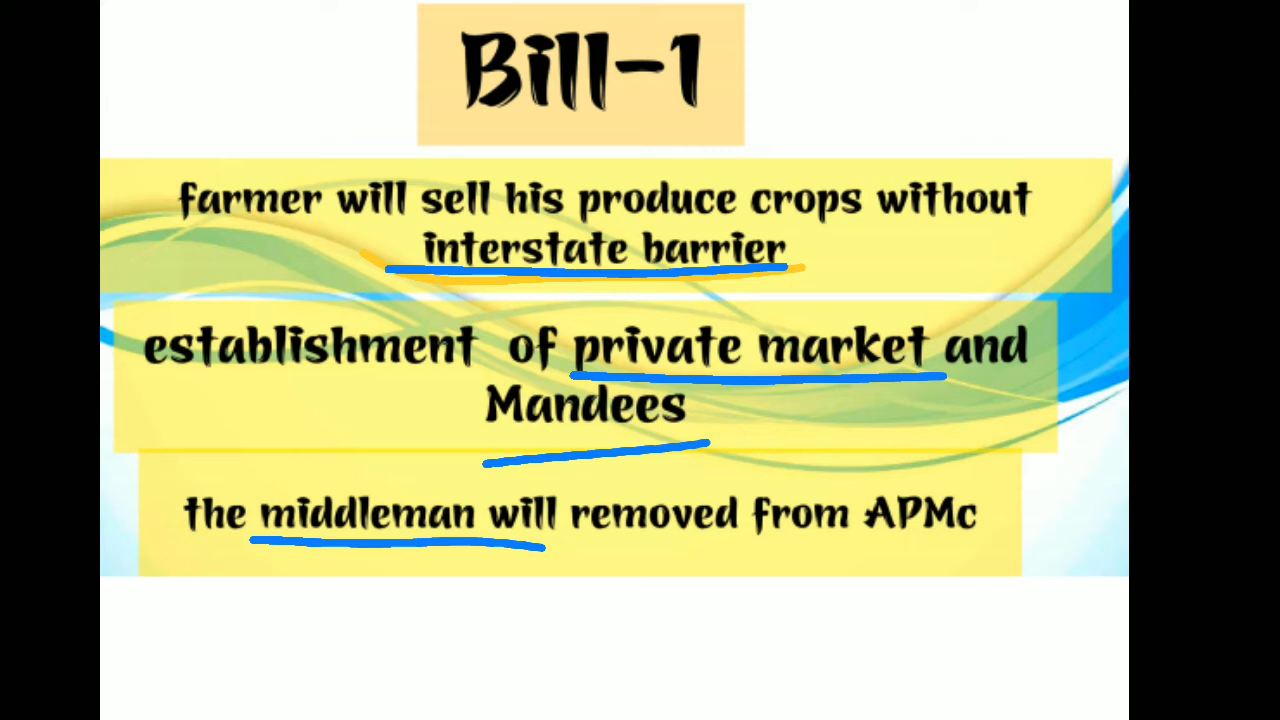 Bill-1
farmer will sell his produce crops without
interstate barrier
establishment of private market and
Mandees
the middleman will removed from APMc